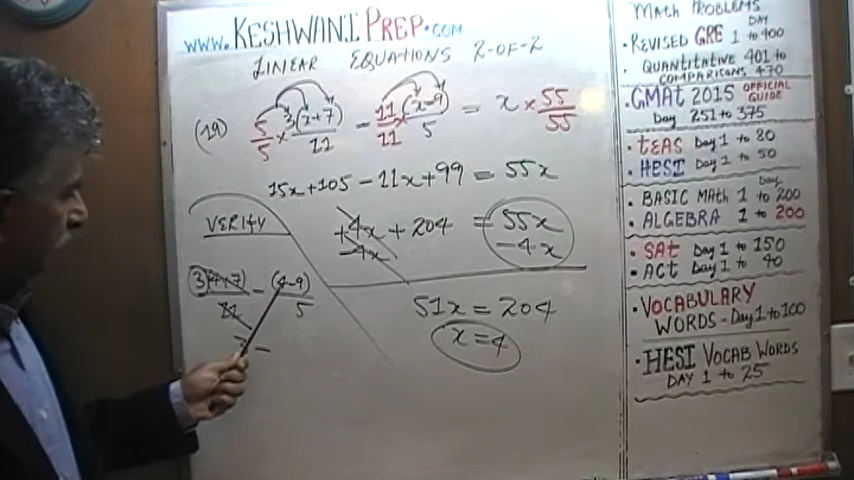 www.KESHWANI PREP.COM
LINEAR EQUATIONS 2-OF-2
(19) 5/5 × 3(x+7)/11 − 11/11 × (x−9)/5 = x × 55/55
15x+105 −11x+99 = 55x
+4x + 204 = 55x
−4x −4x
51x = 204
x = 4
VERIFY
3(4+7)/11 − (4−9)/5
3 −
MATH PROBLEMS
• REVISED GRE DAY 1 to 400
• QUANTITATIVE COMPARISONS 401 to 470
• GMAT 2015 OFFICIAL GUIDE
Day 251 to 375
• TEAS Day 1 to 80
• HESI Day 1 to 50
Day
• BASIC MATH 1 to 200
• ALGEBRA 1 to 200
• SAT Day 1 to 150
• ACT Day 1 to 40
• VOCABULARY
WORDS - Day 1 to 100
• HESI VOCAB WORDS
DAY 1 to 25